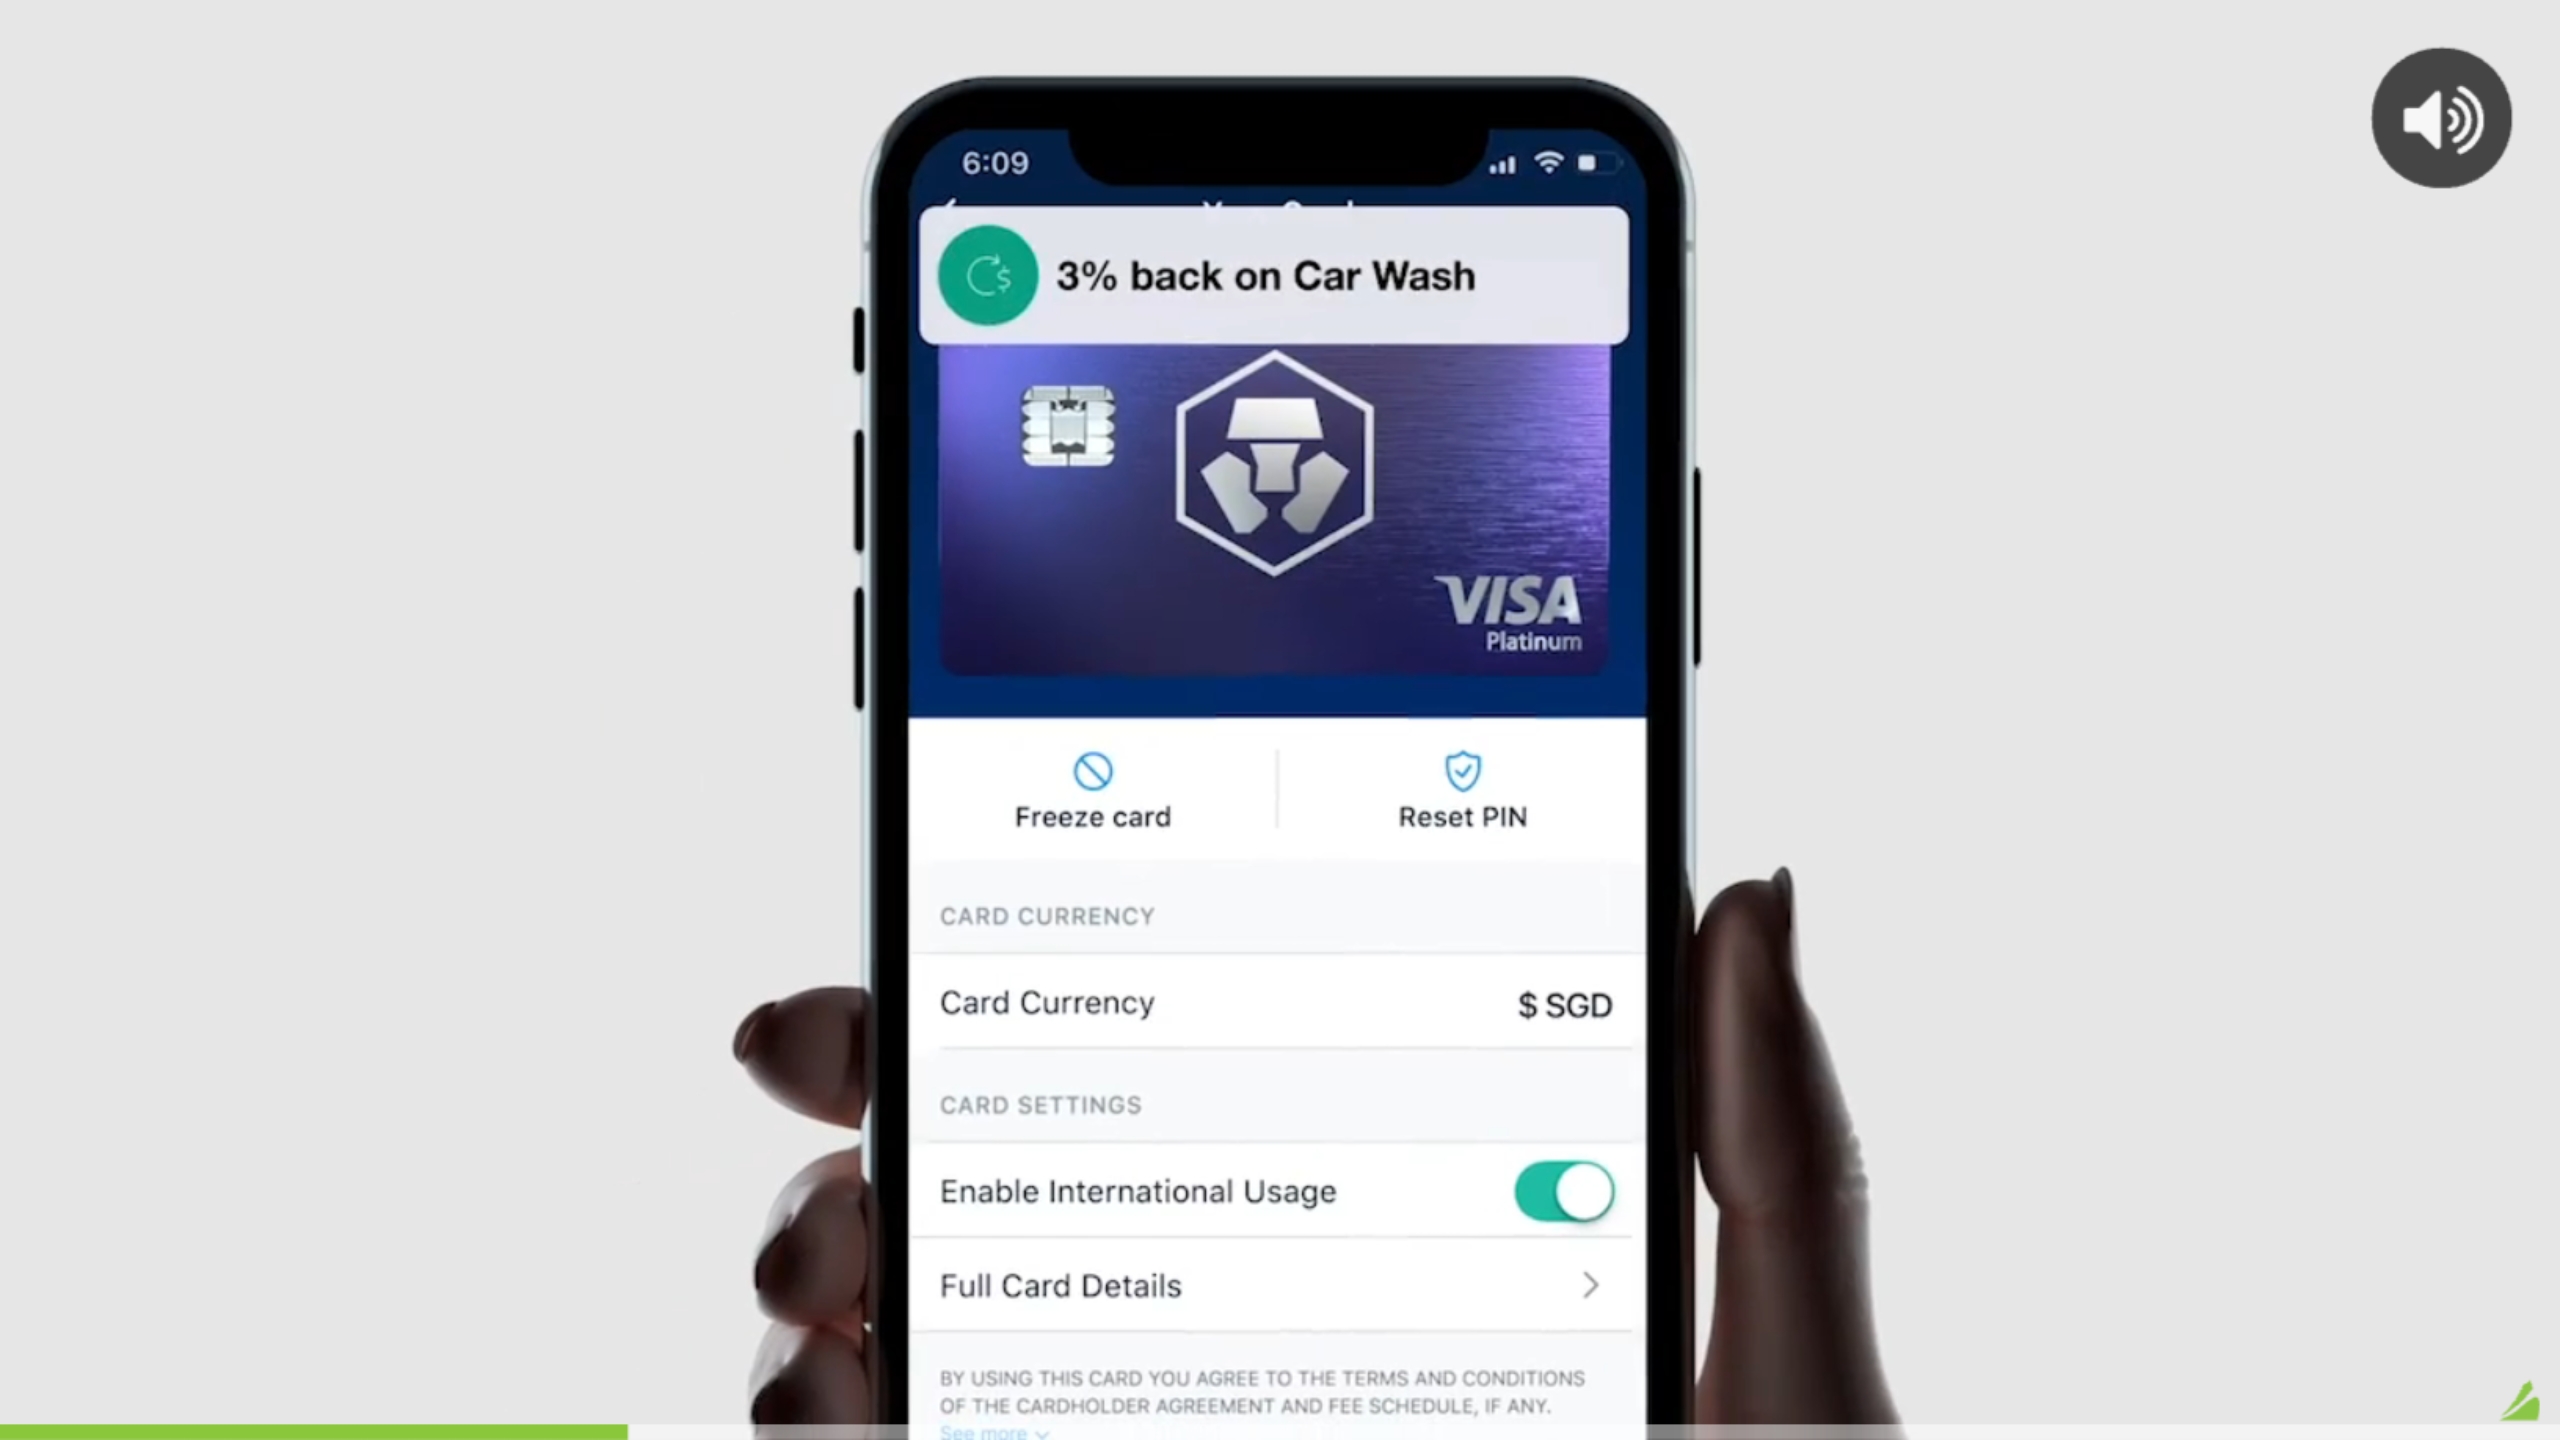 6:09
3% back on Car Wash
VISA
Platinum
Freeze card
Reset PIN
CARD CURRENCY
Card Currency
$ SGD
CARD SETTINGS
Enable International Usage
Full Card Details
BY USING THIS CARD YOU AGREE TO THE TERMS AND CONDITIONS
OF THE CARDHOLDER AGREEMENT AND FEE SCHEDULE, IF ANY.
See more